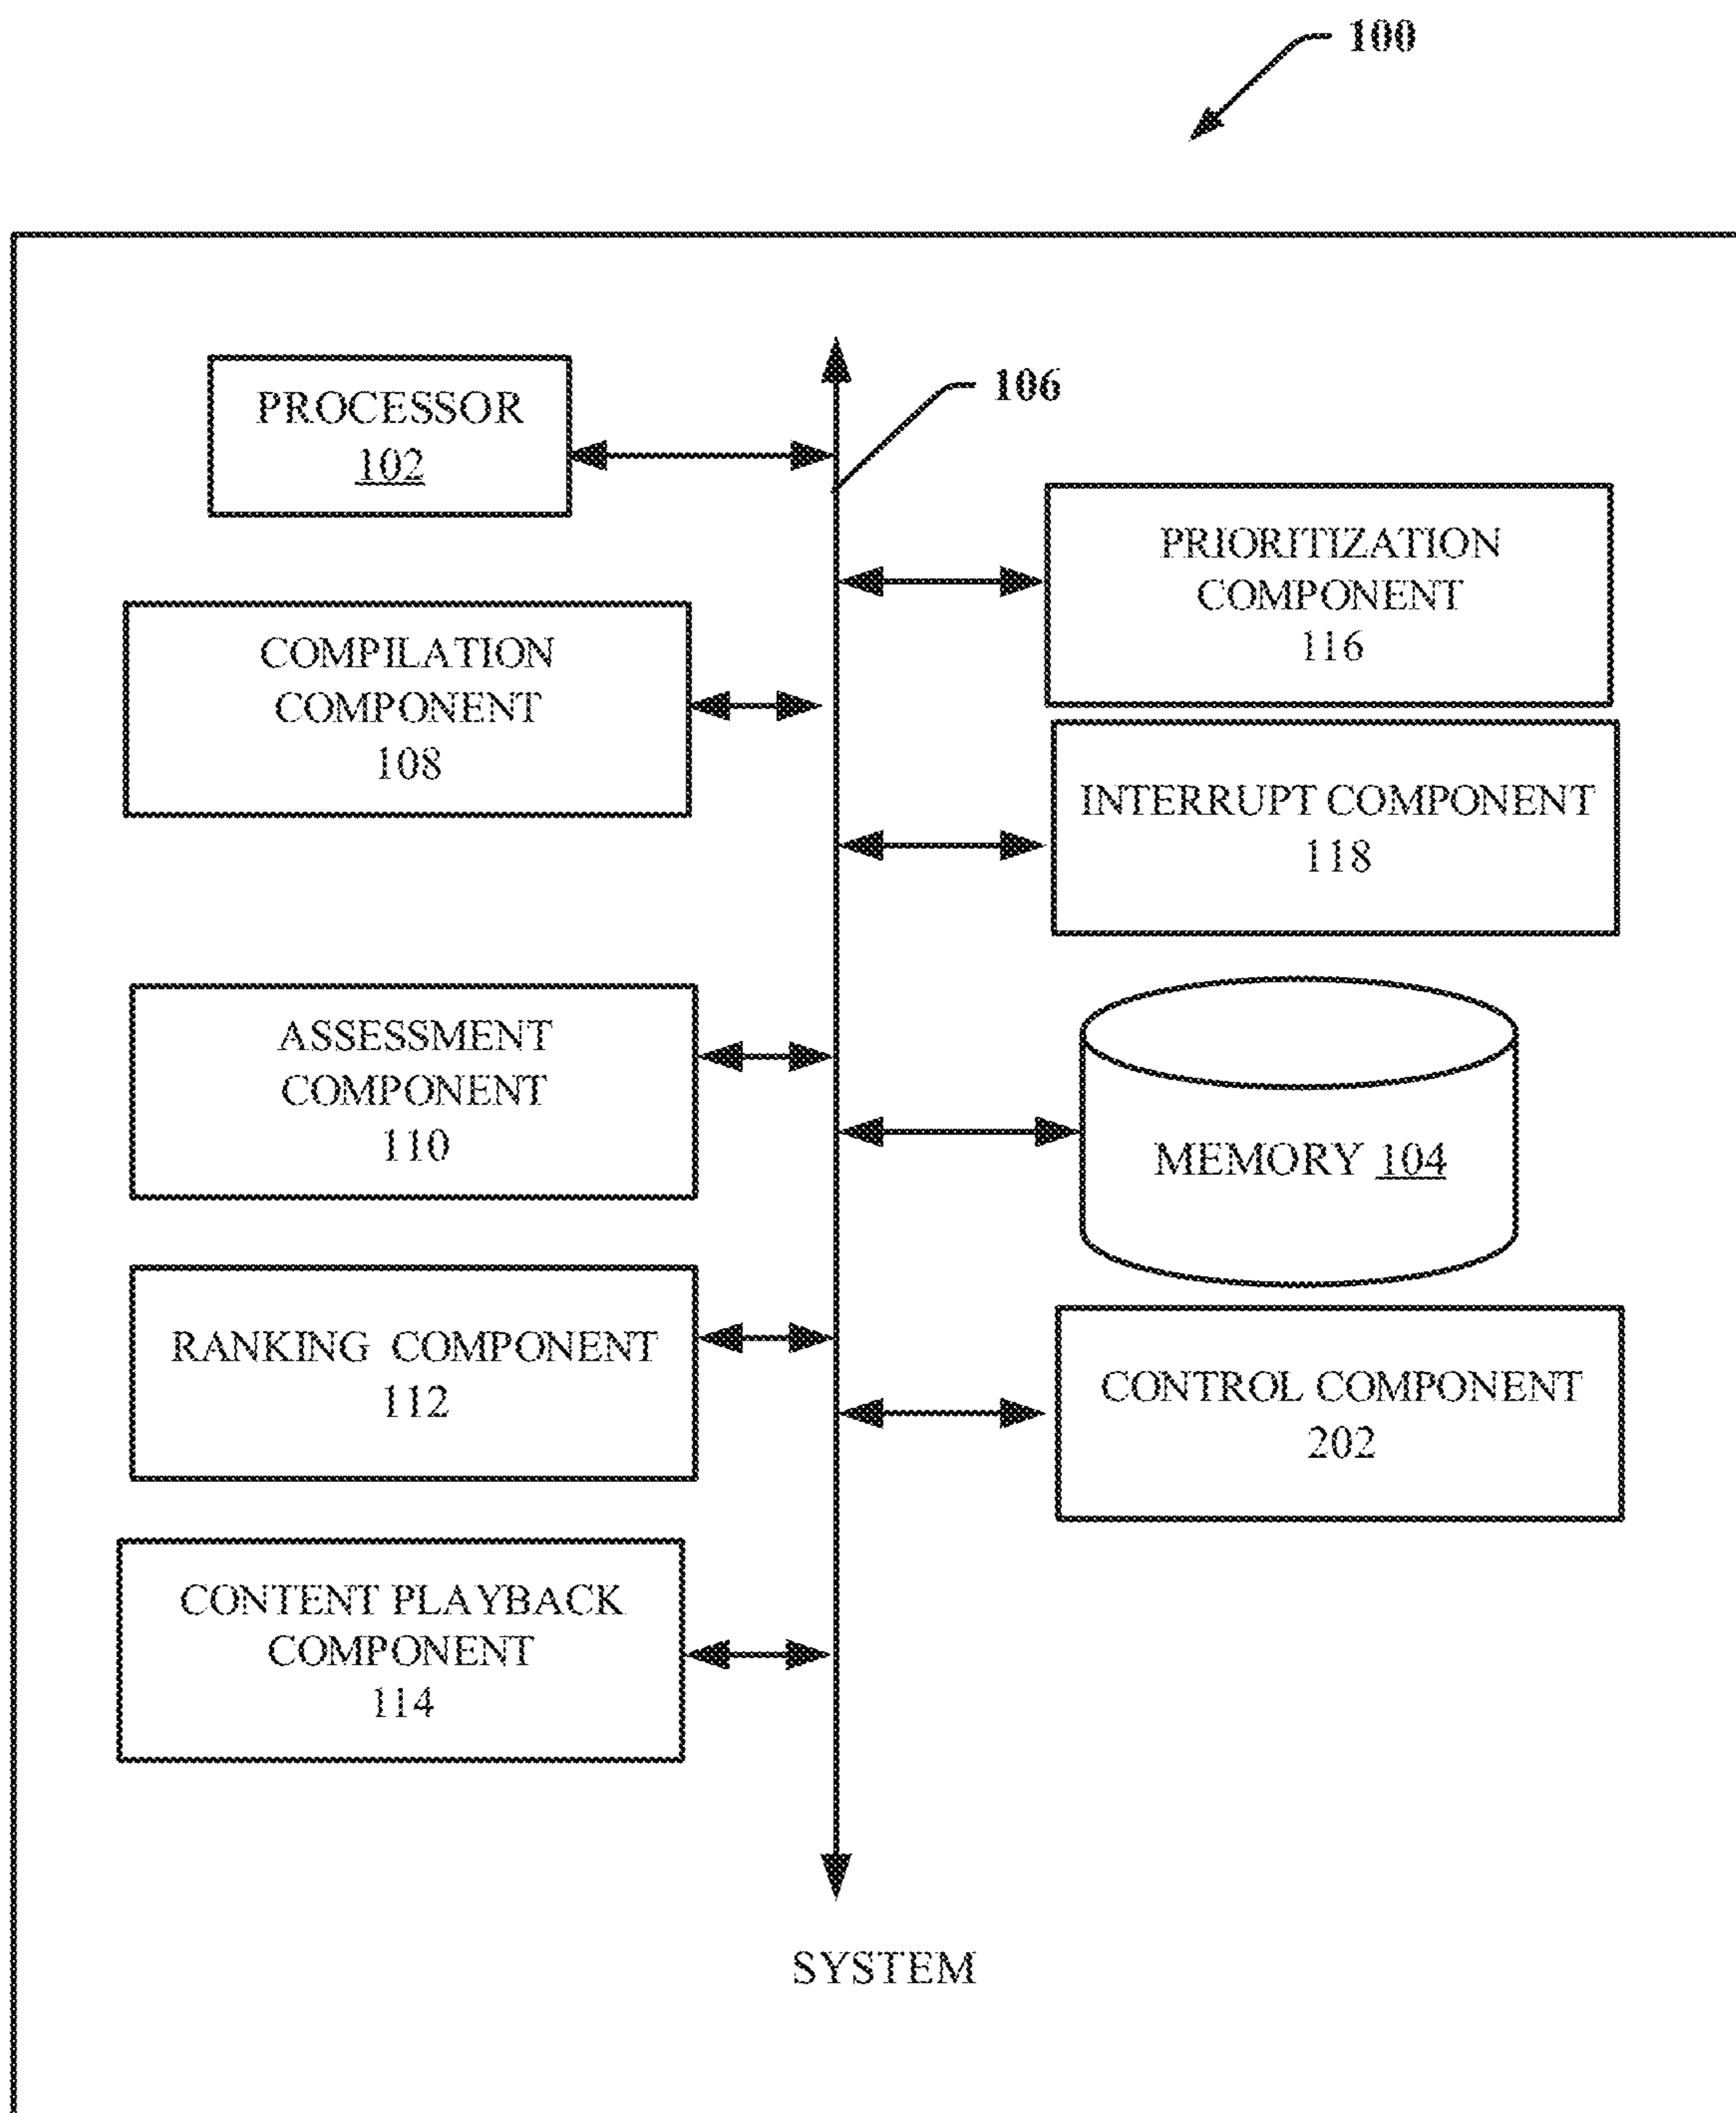 100
106
PROCESSOR
102
COMPILATION
COMPONENT
108
ASSESSMENT
COMPONENT
110
RANKING COMPONENT
112
CONTENT PLAYBACK
COMPONENT
114
PRIORITIZATION
COMPONENT
116
INTERRUPT COMPONENT
118
MEMORY 104
CONTROL COMPONENT
202
SYSTEM